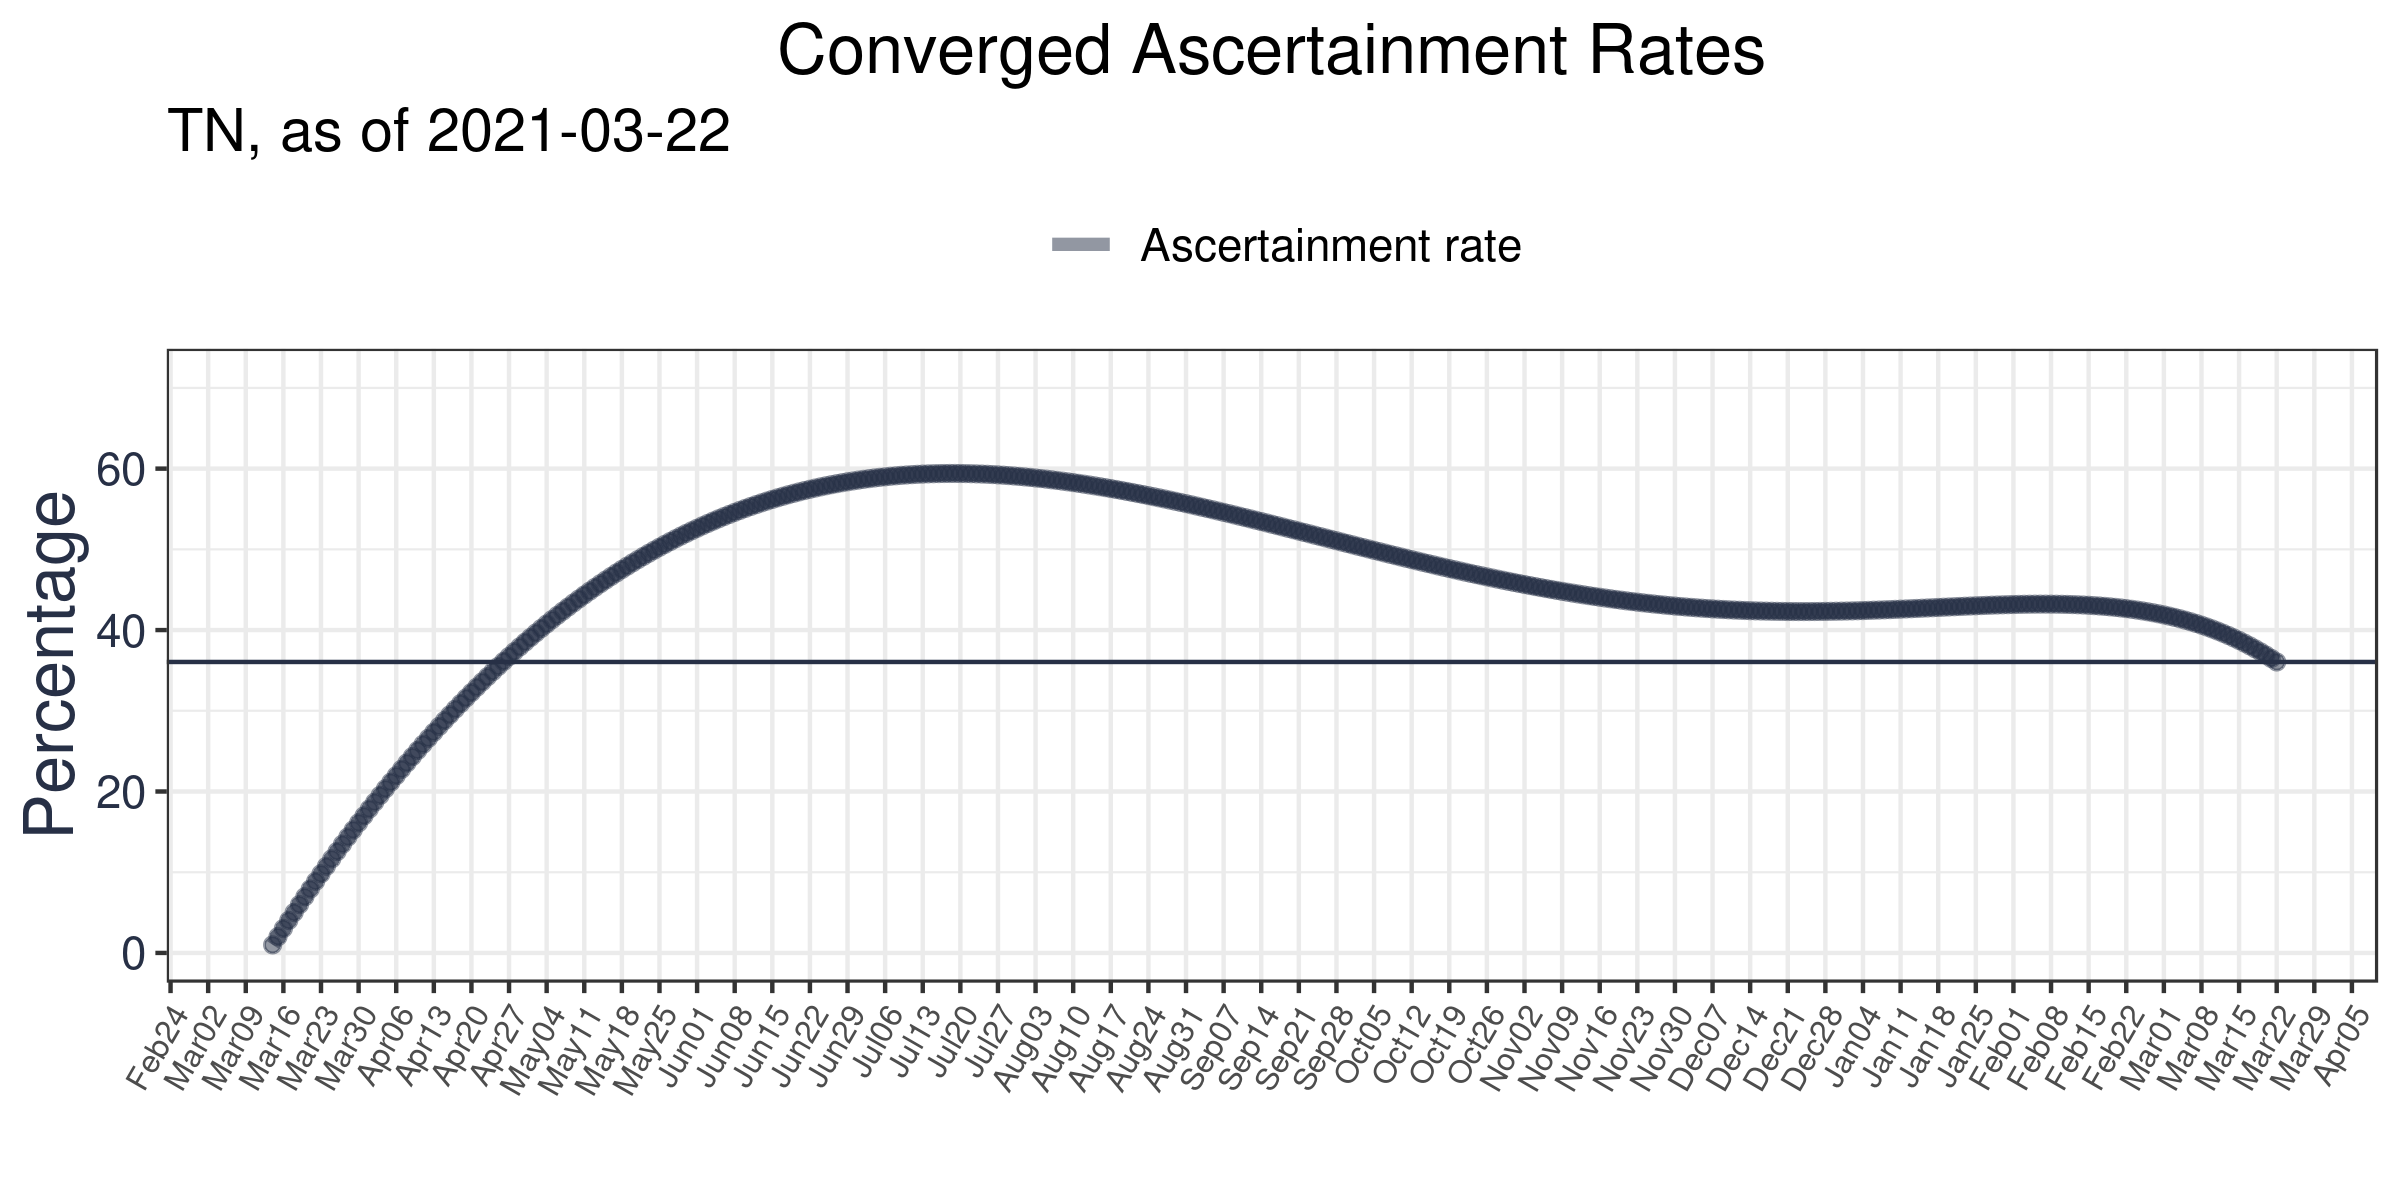 Converged Ascertainment Rates
TN, as of 2021-03-22
Ascertainment rate
Percentage
60
40
20
0
Feb24
Mar02
Mar09
Mar16
Mar23
Mar30
Apr06
Apr13
Apr20
Apr27
May04
May11
May18
May25
Jun01
Jun08
Jun15
Jun22
Jun29
Jul06
Jul13
Jul20
Jul27
Aug03
Aug10
Aug17
Aug24
Aug31
Sep07
Sep14
Sep21
Sep28
Oct05
Oct12
Oct19
Oct26
Nov02
Nov09
Nov16
Nov23
Nov30
Dec07
Dec14
Dec21
Dec28
Jan04
Jan11
Jan18
Jan25
Feb01
Feb08
Feb15
Feb22
Mar01
Mar08
Mar15
Mar22
Mar29
Apr05